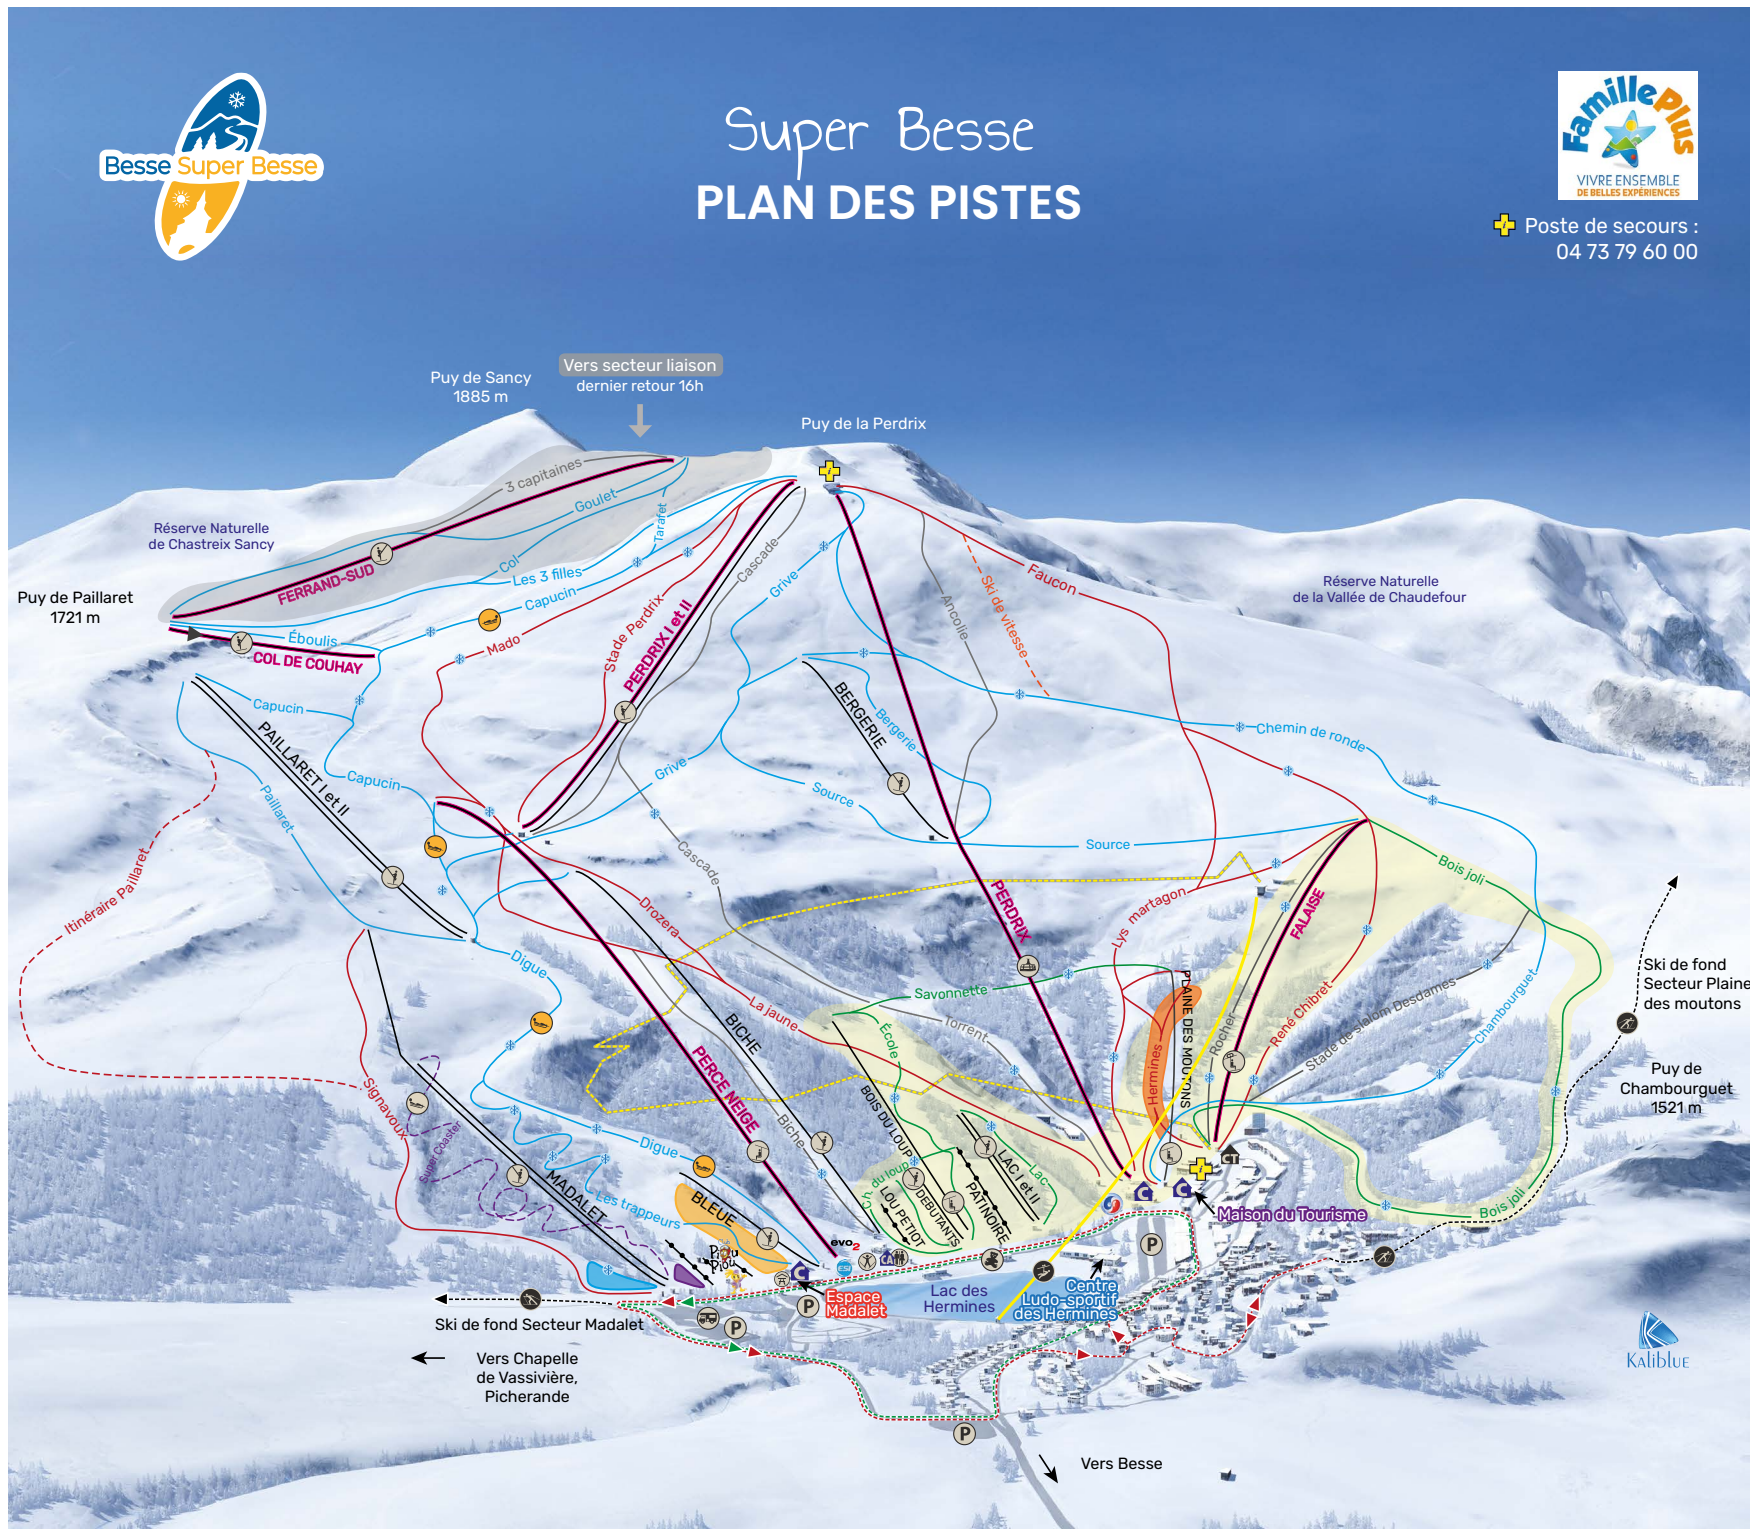 Besse Super Besse
Super Besse
PLAN DES PISTES
Famille Plus
VIVRE ENSEMBLE
DE BELLES EXPÉRIENCES
Poste de secours :
04 73 79 60 00
Vers secteur liaison
dernier retour 16h
Puy de Sancy
1885 m
Puy de la Perdrix
Réserve Naturelle
de Chastreix Sancy
Puy de Paillaret
1721 m
Réserve Naturelle
de la Vallée de Chaudefour
3 capitaines
Goulet
Tarafet
Col
Les 3 filles
FERRAND-SUD
Capucin
Éboulis
COL DE COUHAY
Mado
Stade Perdrix
PERDRIX I et II
Cascade
Grive
Ancolie
Ski de vitesse
Faucon
Capucin
PAILLARET I et II
Capucin
Paillaret
Itinéraire Paillaret
BERGERIE
Bergerie
Grive
Source
Source
Chemin de ronde
Cascade
Drozera
PERDRIX
Lys martagon
FALAISE
Bois joli
Digue
La jaune
Savonnette
Torrent
École
PLAINE DES MOUTONS
Hermines
Rocher
René Chibret
Stade de slalom Desdames
Chambourguet
Ski de fond
Secteur Plaine
des moutons
Puy de
Chambourguet
1521 m
BICHE
PERCE NEIGE
Biche
Signavoux
Super Coaster
MADALET
Les trappeurs
Digue
BLEUE
Piou
Piou
BOIS DU LOUP
Ch. du loup
LOU PETIOT
DEBUTANTS
PATINOIRE
LAC I et II
Lac
evo2
ESI
C
C
C
CT
Maison du Tourisme
Bois joli
P
P
P
P
Espace
Madalet
Lac des
Hermines
Centre
Ludo-sportif
des Hermines
Ski de fond Secteur Madalet
Vers Chapelle
de Vassivière,
Picherande
Vers Besse
KALIBLUE